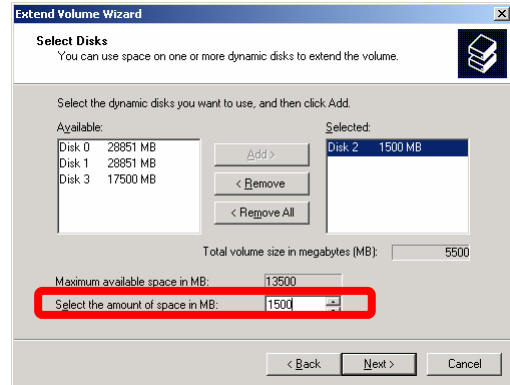 Extend Volume Wizard
Select Disks
You can use space on one or more dynamic disks to extend the volume.
Select the dynamic disks you want to use, and then click Add.
Available:
Selected:
Disk 0 28851 MB
Disk 1 28851 MB
Disk 3 17500 MB
Add >
< Remove
< Remove All
Disk 2 1500 MB
Total volume size in megabytes (MB): 5500
Maximum available space in MB: 13500
Select the amount of space in MB: 1500
< Back Next > Cancel